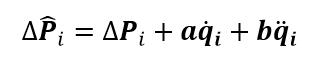 Δ𝑷̂ᵢ = Δ𝑷ᵢ + 𝒂𝒒̇ᵢ + 𝒃𝒒̈ᵢ